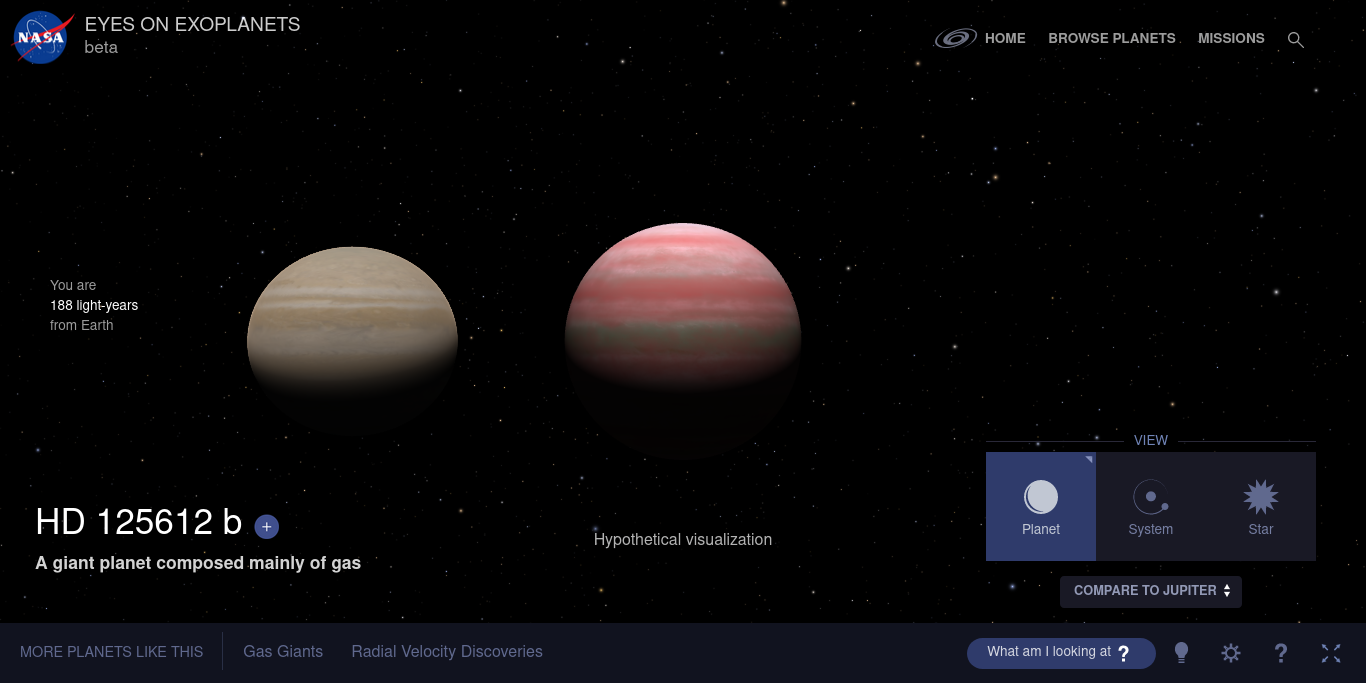 NASA
EYES ON EXOPLANETS
beta
HOME
BROWSE PLANETS
MISSIONS
You are
188 light-years
from Earth
HD 125612 b +
A giant planet composed mainly of gas
Hypothetical visualization
VIEW
Planet
System
Star
COMPARE TO JUPITER
MORE PLANETS LIKE THIS
Gas Giants
Radial Velocity Discoveries
What am I looking at ?
?